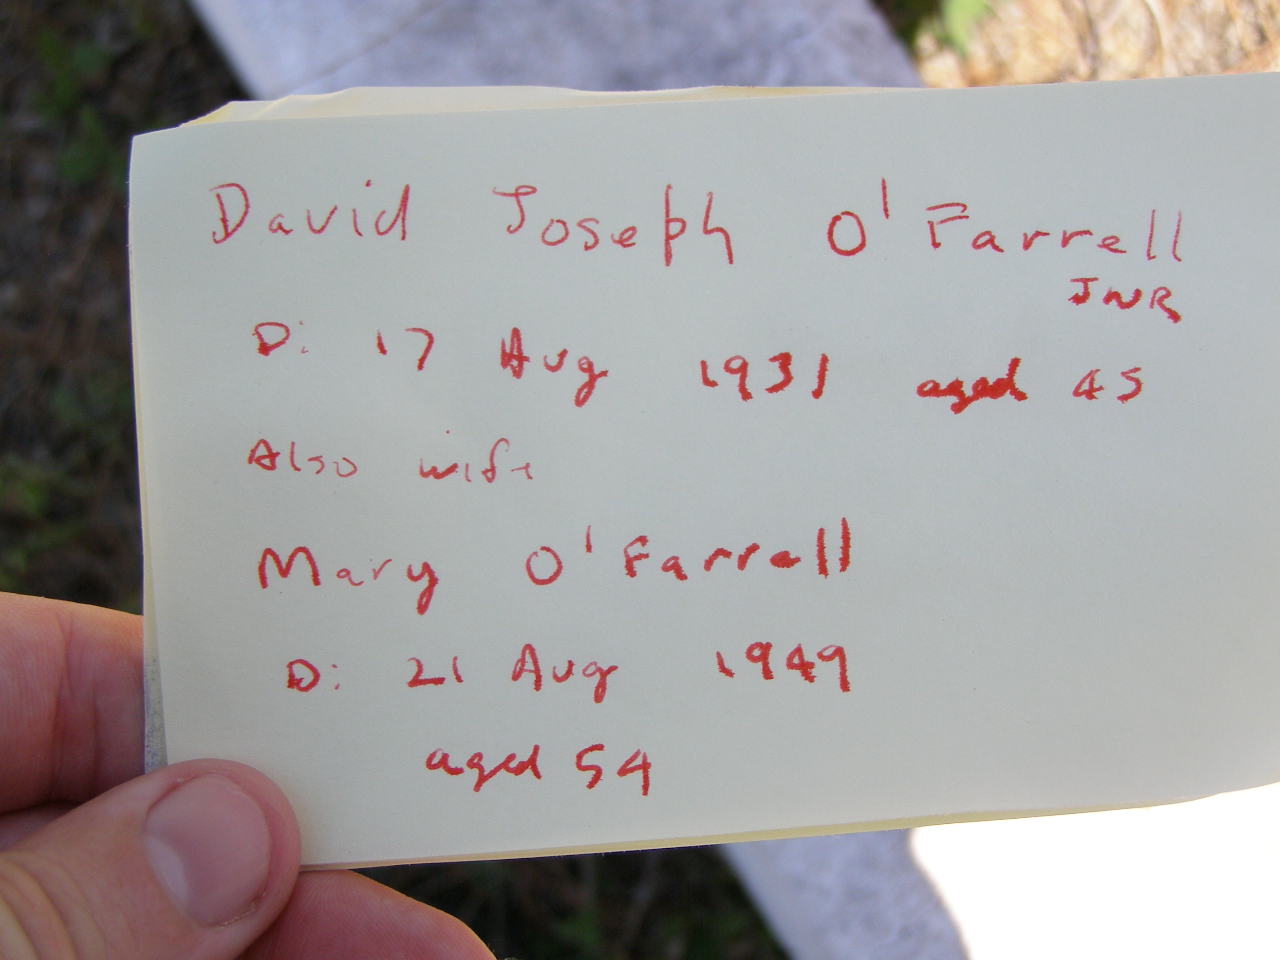 David Joseph O'Farrell
JNR
D: 17 Aug 1931 aged 45
Also wife
Mary O'Farrell
D: 21 Aug 1949
aged 54